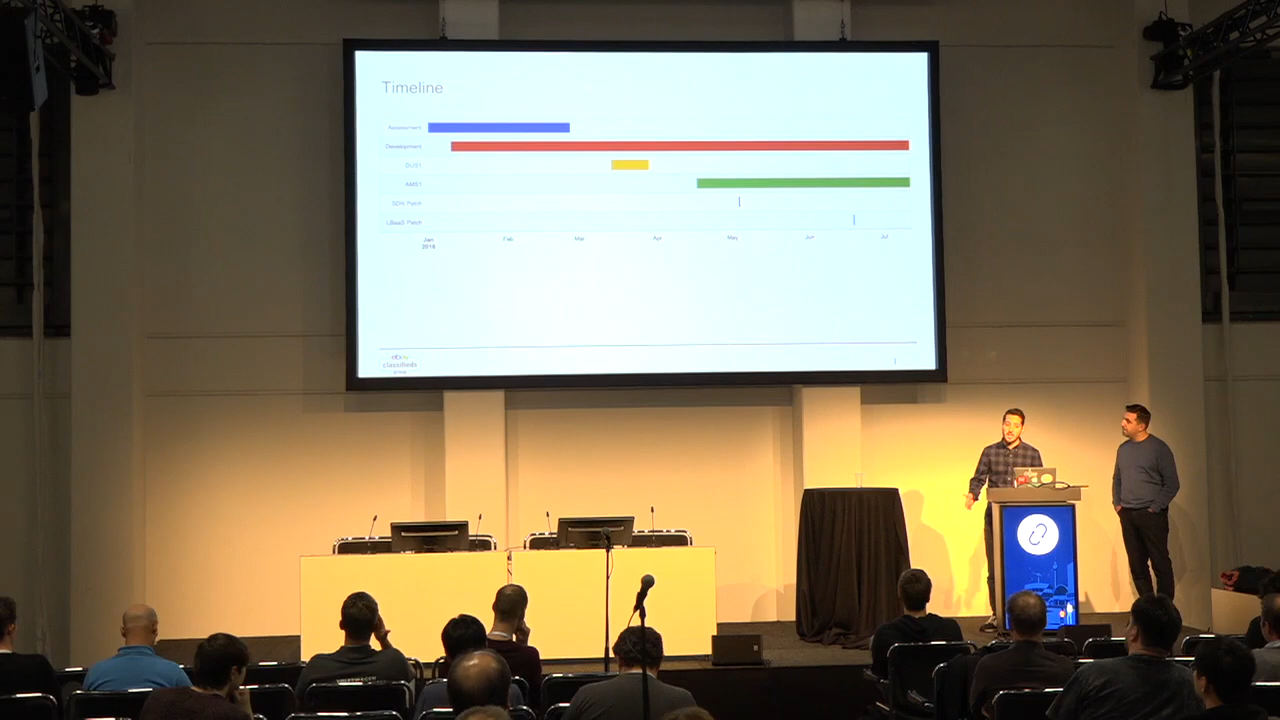 Timeline
Assessment
Development
DUS1
AMS1
SDN Patch
LBaaS Patch
Jan Feb Mar Apr May Jun Jul
2018
ebay
classifieds
group